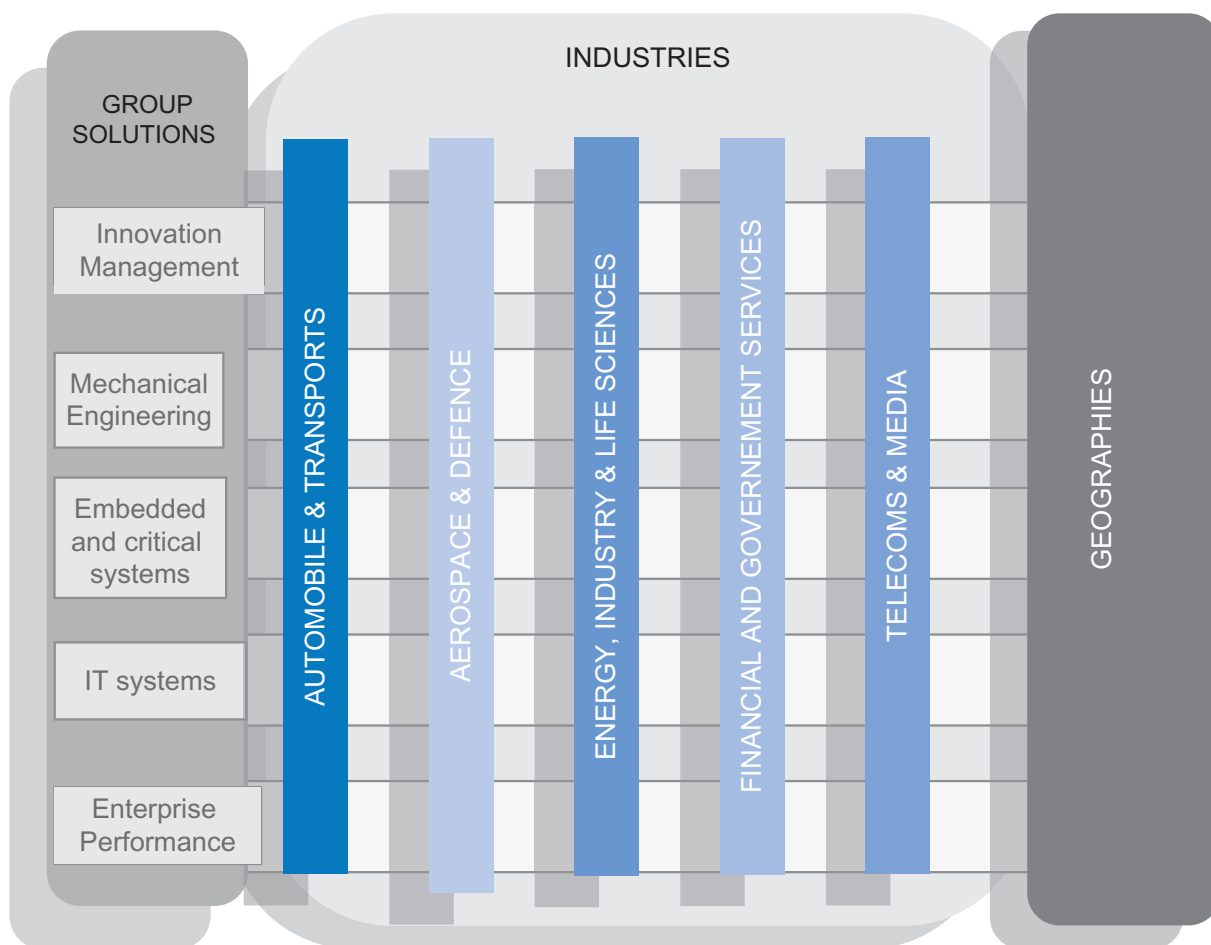 INDUSTRIES
GROUP
SOLUTIONS
Innovation
Management
Mechanical
Engineering
Embedded
and critical
systems
IT systems
Enterprise
Performance
AUTOMOBILE & TRANSPORTS
AEROSPACE & DEFENCE
ENERGY, INDUSTRY & LIFE SCIENCES
FINANCIAL AND GOVERNEMENT SERVICES
TELECOMS & MEDIA
GEOGRAPHIES